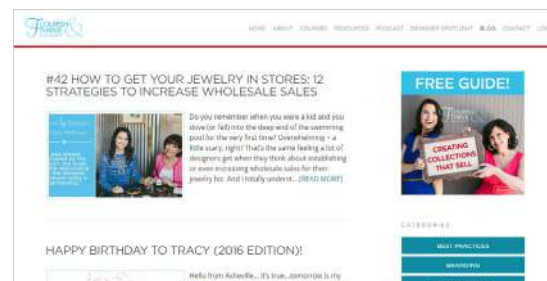 FLOURISH &
THRIVE
HOME ABOUT COURSES RESOURCES PODCAST DESIGNER SPOTLIGHT BLOG CONTACT
#42 HOW TO GET YOUR JEWELRY IN STORES: 12
STRATEGIES TO INCREASE WHOLESALE SALES
Do you remember when you were a kid and you
dove (or fell) into the deep end of the swimming
pool for the very first time? Overwhelming + a
little scary, right? That's the same feeling a lot of
designers get when they think about establishing
or even increasing wholesale sales for their
jewelry biz. And I totally underst... [READ MORE]
FREE GUIDE!
CREATING
COLLECTIONS
THAT SELL
CATEGORIES
BEST PRACTICES
BRANDING
HAPPY BIRTHDAY TO TRACY (2016 EDITION)!
Hello from Asheville... It's true...tomorrow is my